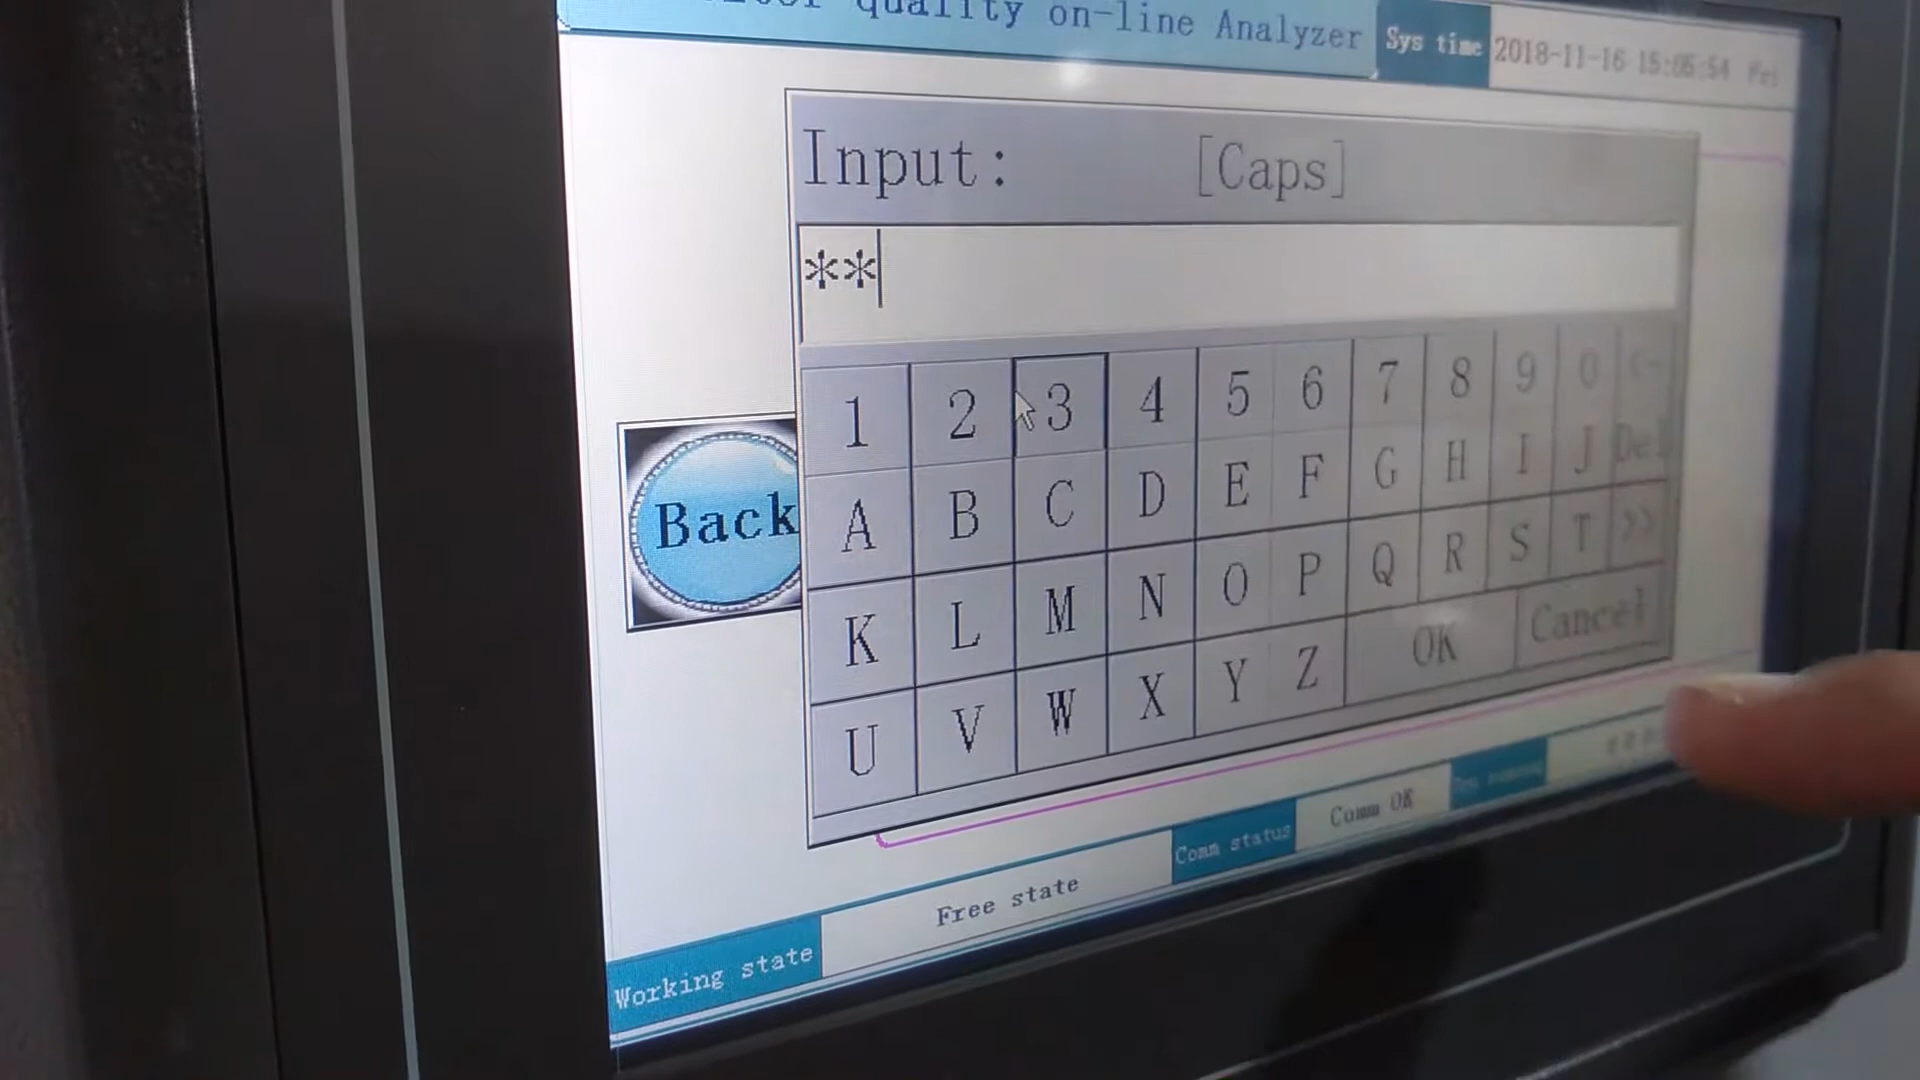 quality on-line Analyzer
Sys time 2018-11-16 15:05:54 Fri
Input: [Caps]
**
1 2 3 4 5 6 7 8 9 0 <-
A B C D E F G H I J Del
K L M N O P Q R S T >>
U V W X Y Z OK Cancel
Back
Working state Free state Comm status Comm OK